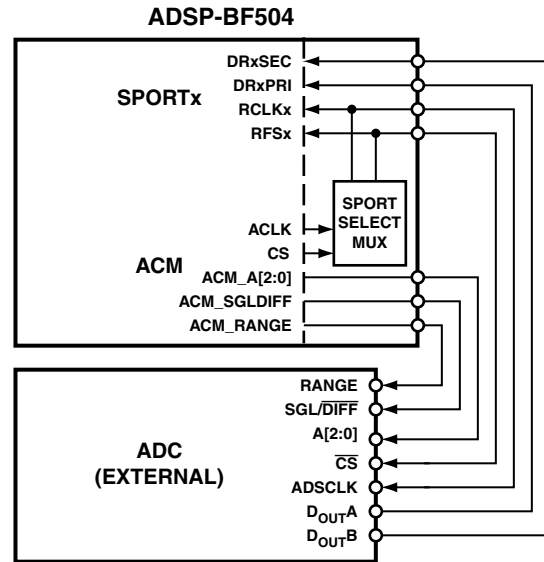 ADSP-BF504
DRxSEC
DRxPRI
SPORTx
RCLKx
RFSx
SPORT
SELECT
MUX
ACLK
CS
ACM
ACM_A[2:0]
ACM_SGLDIFF
ACM_RANGE
RANGE
SGL/DIFF
A[2:0]
ADC
(EXTERNAL)
CS
ADSCLK
DOUTA
DOUTB